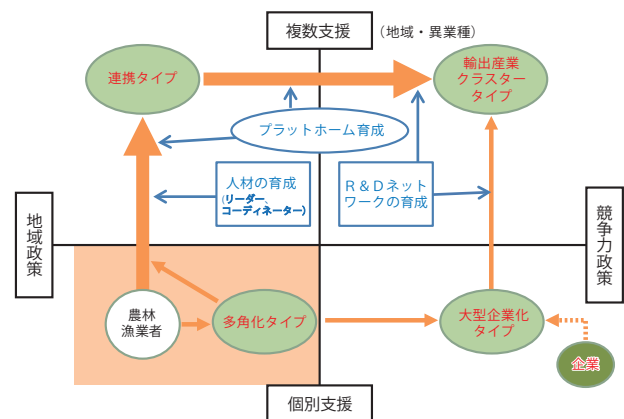 複数支援
(地域・異業種)
連携タイプ
輸出産業
クラスター
タイプ
プラットホーム育成
人材の育成
(リーダー、
コーディネーター)
R&Dネット
ワークの育成
地域政策
競争力政策
農林
漁業者
多角化タイプ
大型企業化
タイプ
企業
個別支援